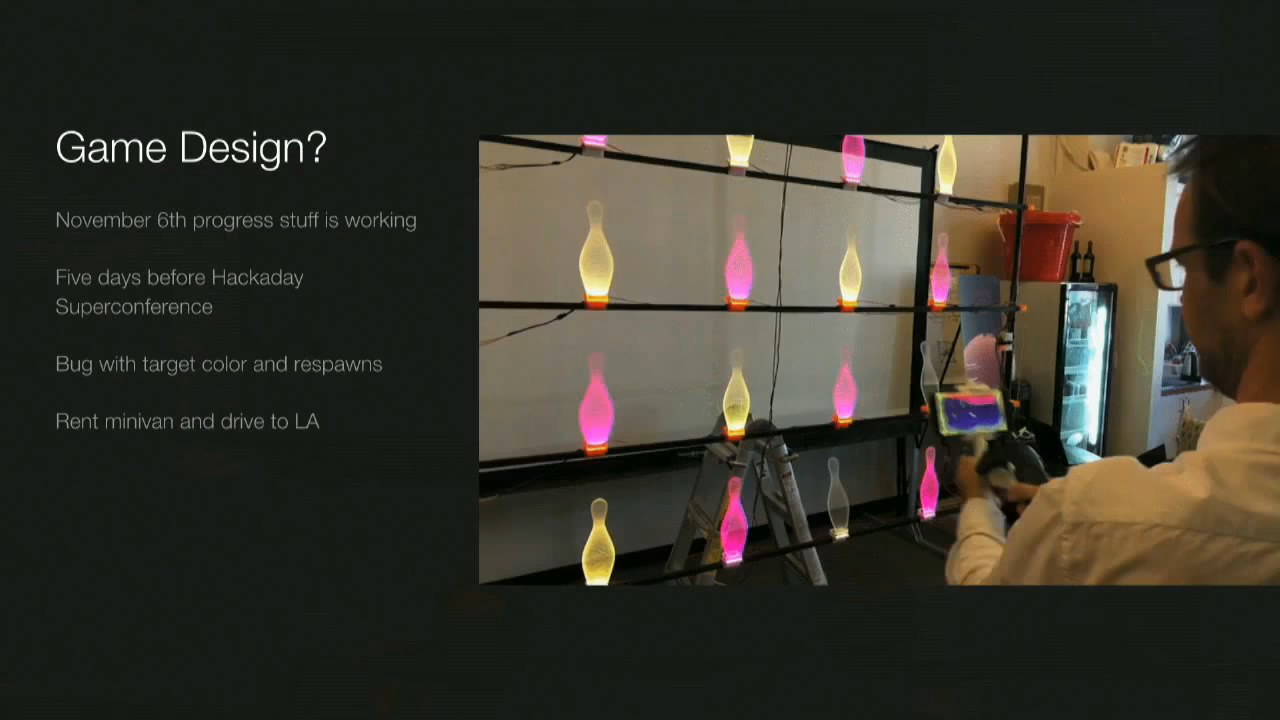 Game Design?
November 6th progress stuff is working
Five days before Hackaday
Superconference
Bug with target color and respawns
Rent minivan and drive to LA